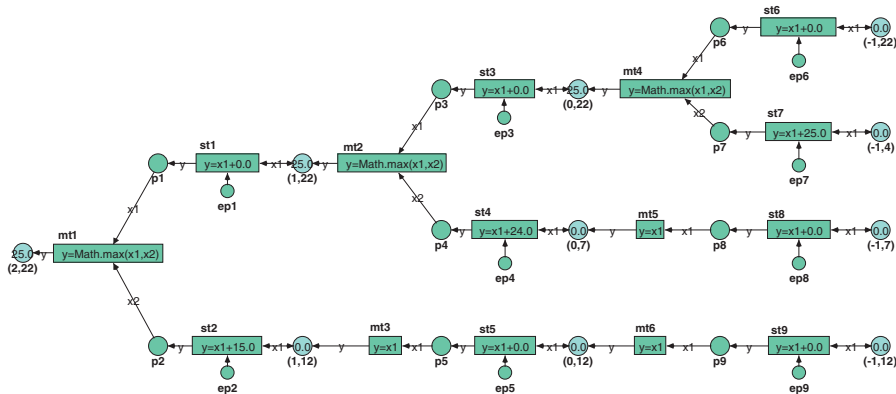 st6
y y=x1+0.0 x1 0.0
p6 (-1,22)
x1 ep6
st3 mt4
y y=x1+0.0 x1 25.0 y y=Math.max(x1,x2)
p3 (0,22)
x1 ep3 x2 st7
y y=x1+25.0 x1 0.0
p7 (-1,4)
st1 mt2 ep7
y y=x1+0.0 x1 25.0 y y=Math.max(x1,x2)
p1 (1,22)
ep1 x2
x1 st4 mt5 st8
y y=x1+24.0 x1 0.0 y y=x1 x1 y y=x1+0.0 x1 0.0
mt1 p4 (0,7) p8 (-1,7)
25.0 y y=Math.max(x1,x2) ep4 ep8
(2,22)
x2
st2 mt3 st5 mt6 st9
y y=x1+15.0 x1 0.0 y y=x1 x1 y y=x1+0.0 x1 0.0 y y=x1 x1 y y=x1+0.0 x1 0.0
p2 (1,12) p5 (0,12) p9 (-1,12)
ep2 ep5 ep9